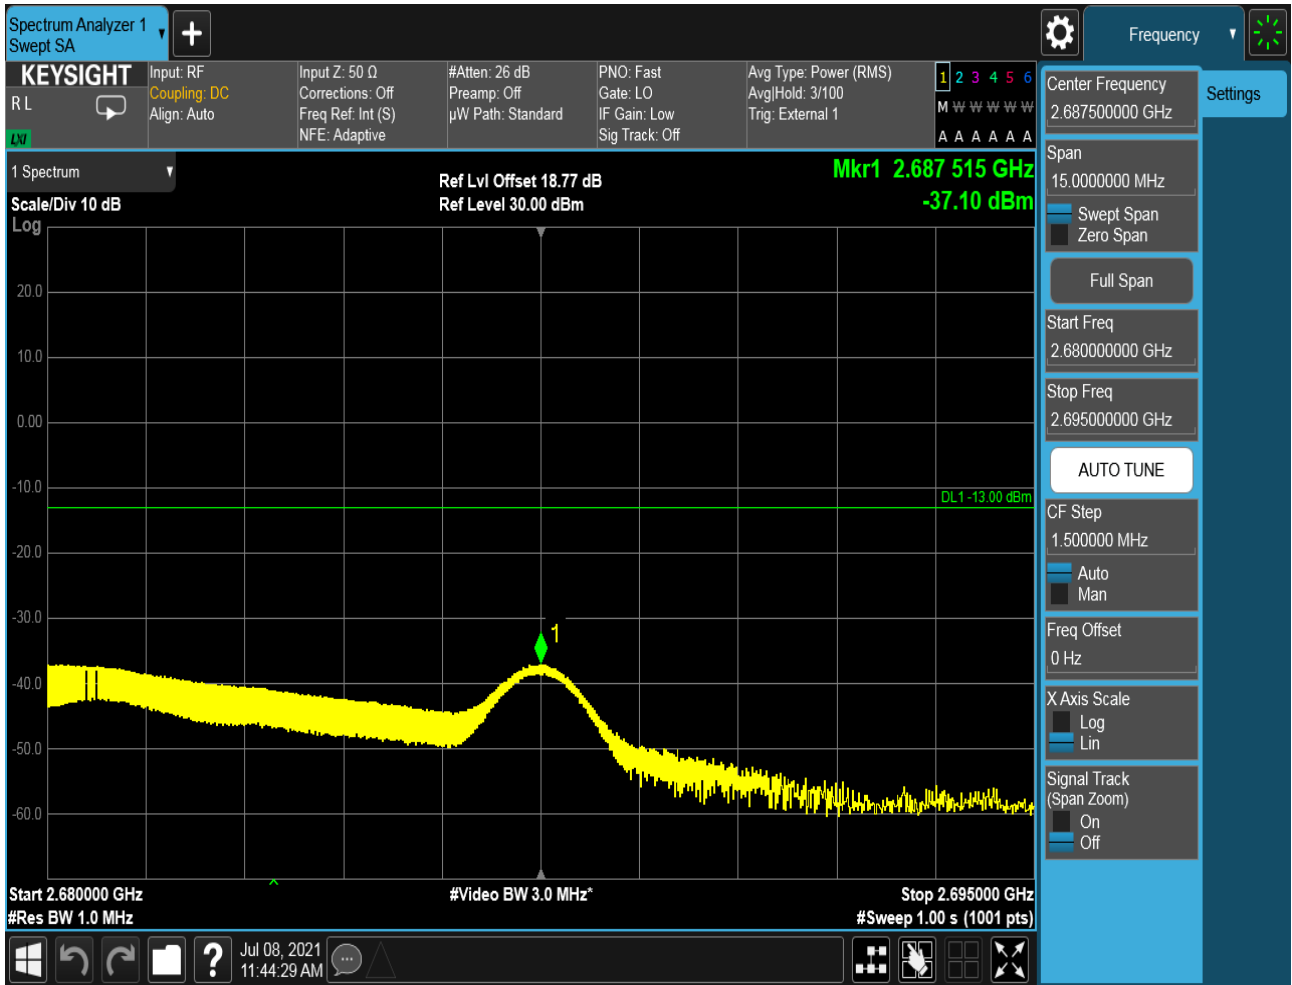 Spectrum Analyzer 1
Swept SA
Frequency
KEYSIGHT
R L
LXI
Input: RF
Coupling: DC
Align: Auto
Input Z: 50 Ω
Corrections: Off
Freq Ref: Int (S)
NFE: Adaptive
#Atten: 26 dB
Preamp: Off
µW Path: Standard
PNO: Fast
Gate: LO
IF Gain: Low
Sig Track: Off
Avg Type: Power (RMS)
Avg|Hold: 3/100
Trig: External 1
1 2 3 4 5 6
M W W W W W
A A A A A A
1 Spectrum
Scale/Div 10 dB
Log
Ref Lvl Offset 18.77 dB
Ref Level 30.00 dBm
Mkr1 2.687 515 GHz
-37.10 dBm
20.0
10.0
0.00
-10.0
-20.0
-30.0
-40.0
-50.0
-60.0
DL1 -13.00 dBm
1
Start 2.680000 GHz
#Res BW 1.0 MHz
#Video BW 3.0 MHz*
Stop 2.695000 GHz
#Sweep 1.00 s (1001 pts)
Jul 08, 2021
11:44:29 AM
?
Settings
Center Frequency
2.687500000 GHz
Span
15.0000000 MHz
Swept Span
Zero Span
Full Span
Start Freq
2.680000000 GHz
Stop Freq
2.695000000 GHz
AUTO TUNE
CF Step
1.500000 MHz
Auto
Man
Freq Offset
0 Hz
X Axis Scale
Log
Lin
Signal Track
(Span Zoom)
On
Off